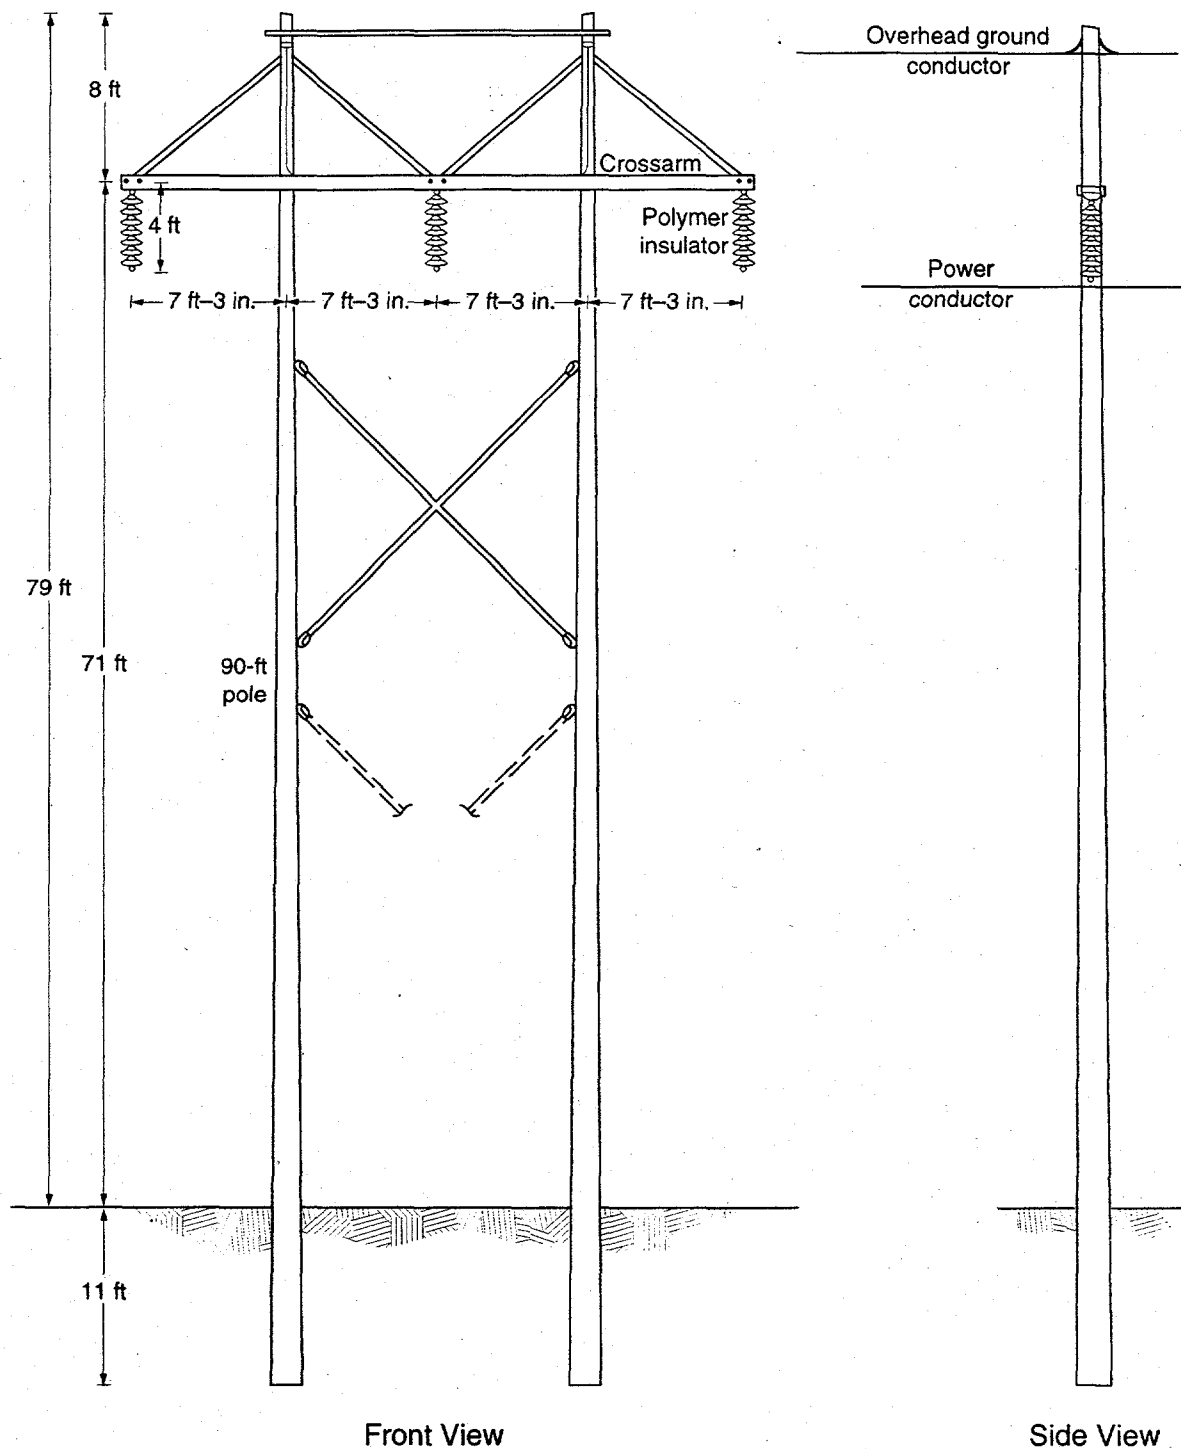 Overhead ground
conductor
8 ft
Crossarm
4 ft
Polymer
insulator
Power
conductor
7 ft–3 in.
7 ft–3 in.
7 ft–3 in.
7 ft–3 in.
79 ft
71 ft
90-ft
pole
11 ft
Front View
Side View